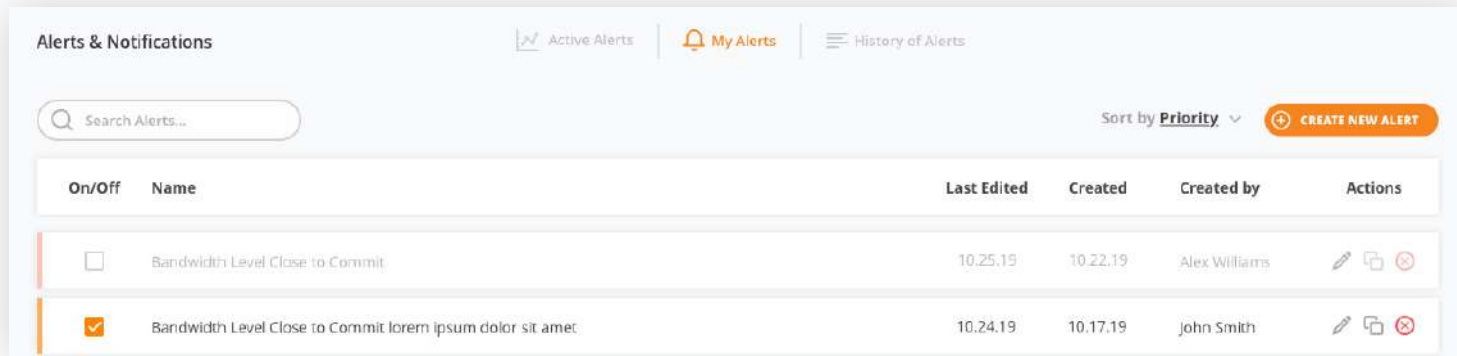 Alerts & Notifications
Active Alerts
My Alerts
History of Alerts
Search Alerts...
Sort by Priority
CREATE NEW ALERT
On/Off Name Last Edited Created Created by Actions
Bandwidth Level Close to Commit 10.25.19 10.22.19 Alex Williams
Bandwidth Level Close to Commit lorem ipsum dolor sit amet 10.24.19 10.17.19 John Smith